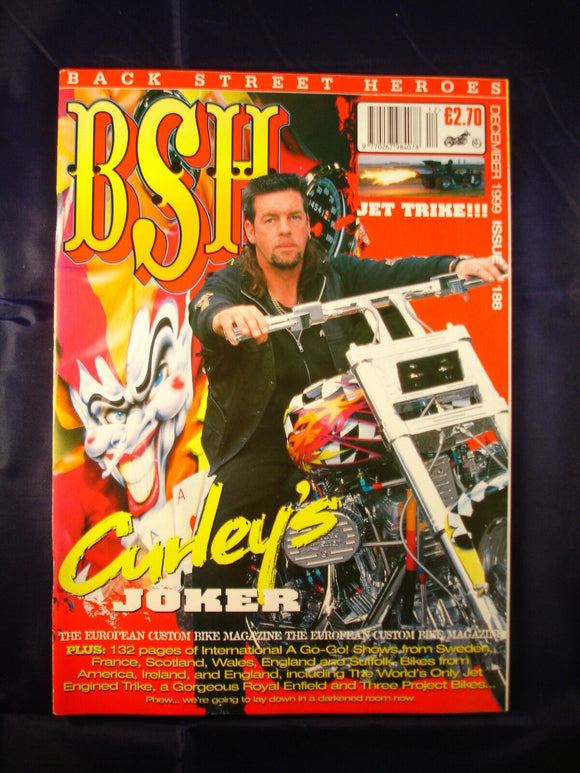 BACK STREET HEROES
BSH
£2.70
9 770267 984078
DECEMBER 1999 ISSUE 188
JET TRIKE!!!
A
A
Curley's
JOKER
THE EUROPEAN CUSTOM BIKE MAGAZINE THE EUROPEAN CUSTOM BIKE MAGAZINE
PLUS: 132 pages of International A Go-Go! Shows from Sweden,
France, Scotland, Wales, England and Suffolk, Bikes from
America, Ireland, and England, including The World's Only Jet
Engined Trike, a Gorgeous Royal Enfield and Three Project Bikes...
Phew... we're going to lay down in a darkened room now.